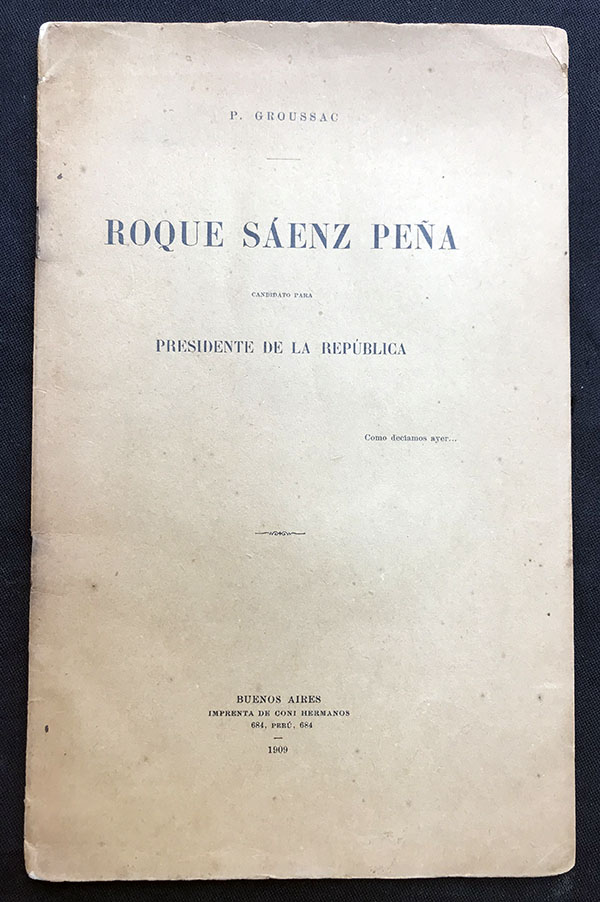 P. GROUSSAC
ROQUE SÁENZ PEÑA
CANDIDATO PARA
PRESIDENTE DE LA REPÚBLICA
Como decíamos ayer...
BUENOS AIRES
IMPRENTA DE CONI HERMANOS
684, PERÚ, 684
1909